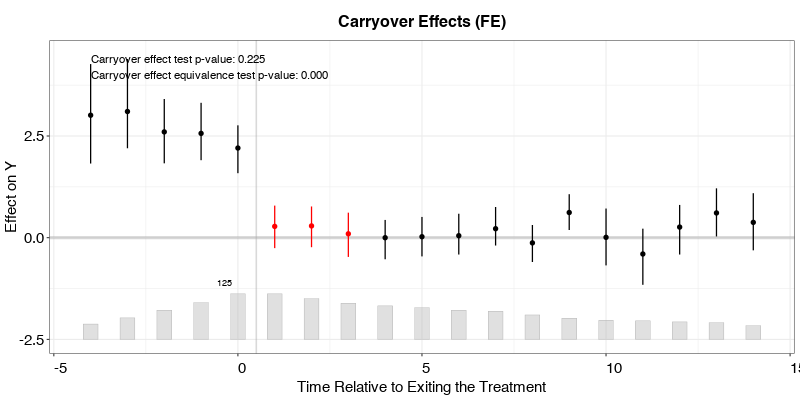 Carryover Effects (FE)
Carryover effect test p-value: 0.225
Carryover effect equivalence test p-value: 0.000
Effect on Y
2.5
0.0
-2.5
125
-5
0
5
10
15
Time Relative to Exiting the Treatment